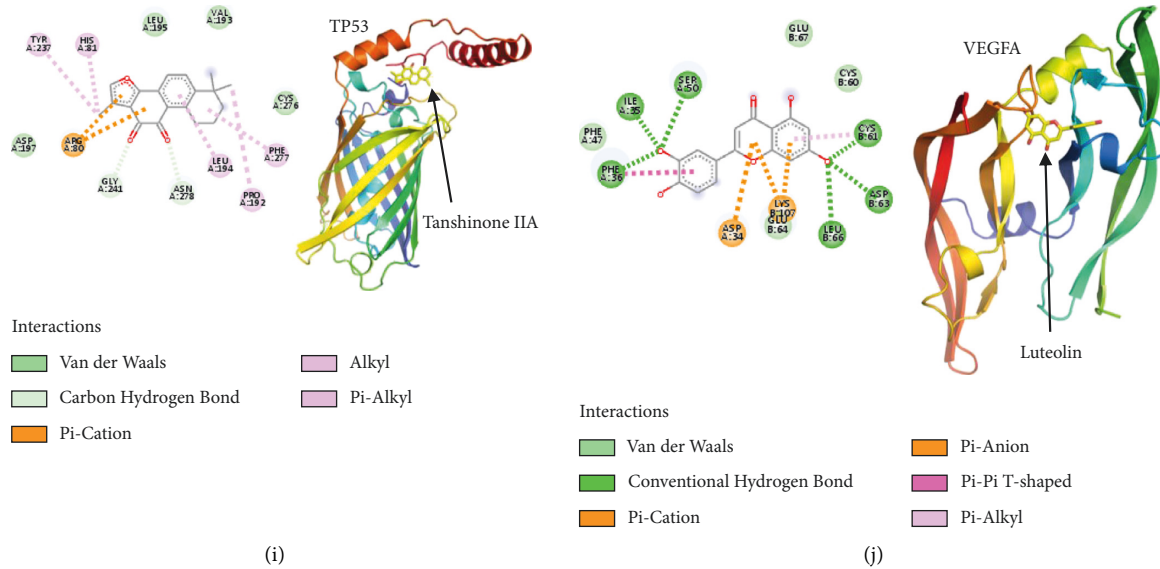 LEU
A:195
VAL
A:193
TYR
A:237
HIS
A:81
CYS
A:276
ASP
A:197
ARG
A:80
GLY
A:241
ASN
A:278
LEU
A:194
PHE
A:277
PRO
A:192
TP53
Tanshinone IIA
Interactions
Van der Waals
Carbon Hydrogen Bond
Pi-Cation
Alkyl
Pi-Alkyl
(i)
GLU
B:67
SER
A:50
CYS
B:60
ILE
A:35
PHE
A:47
CYS
B:61
PHE
A:36
ASP
B:63
LYS
B:107
GLU
B:64
ASP
A:34
LEU
B:66
VEGFA
Luteolin
Interactions
Van der Waals
Conventional Hydrogen Bond
Pi-Cation
Pi-Anion
Pi-Pi T-shaped
Pi-Alkyl
(j)